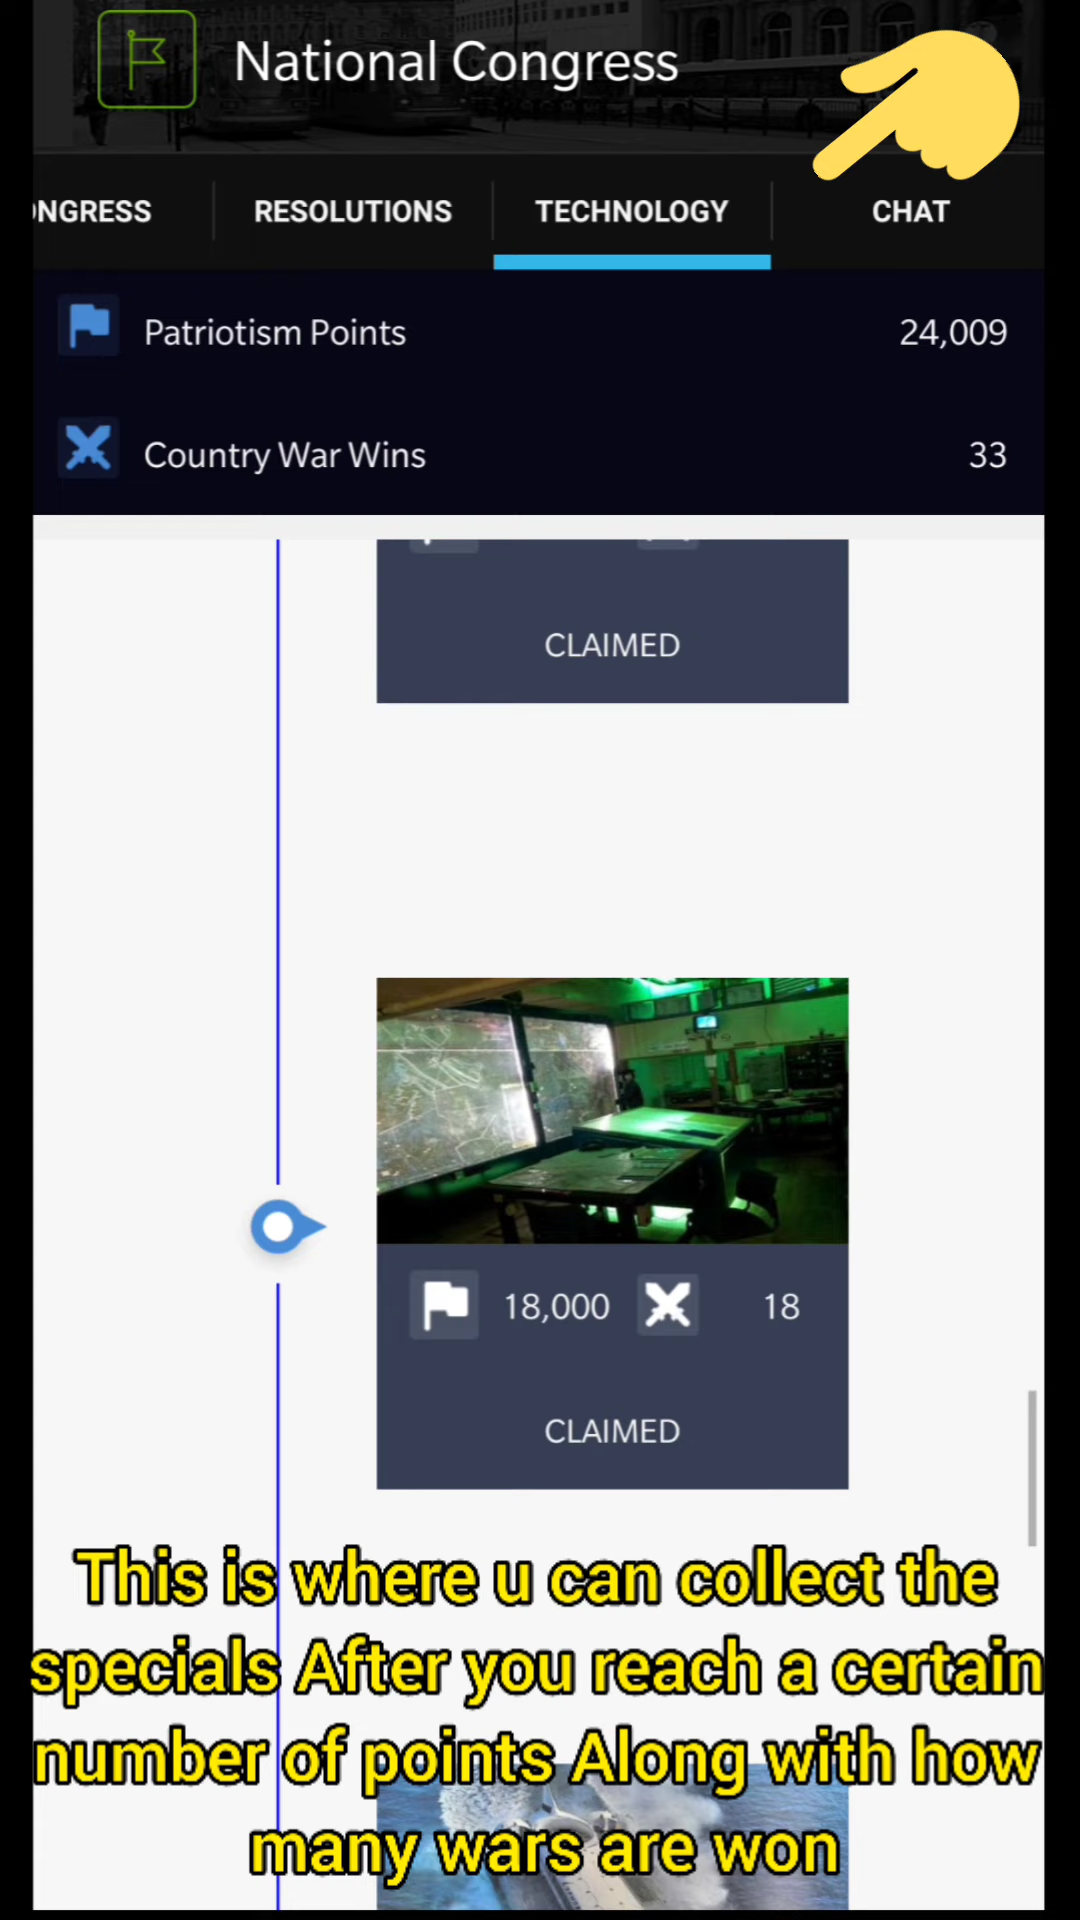 National Congress
ONGRESS RESOLUTIONS TECHNOLOGY CHAT
Patriotism Points 24,009
Country War Wins 33
CLAIMED
18,000 18
CLAIMED
This is where u can collect the
specials After you reach a certain
number of points Along with how
many wars are won